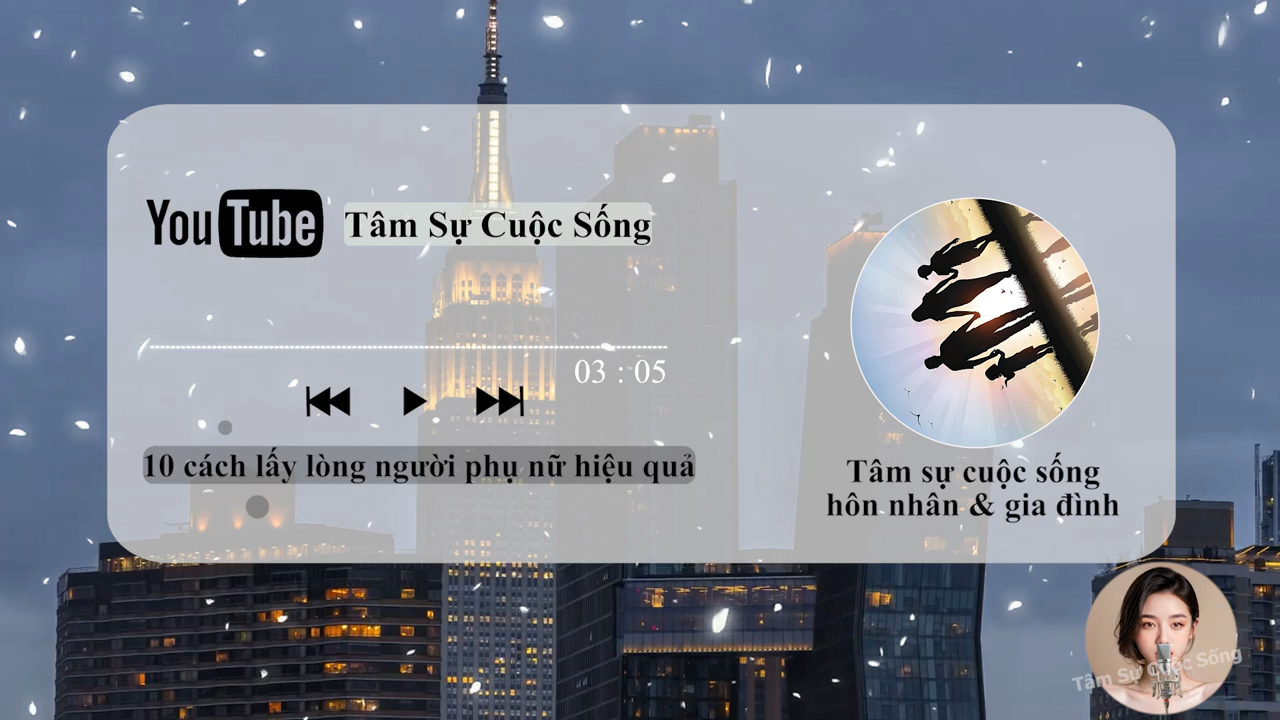 YouTube Tâm Sự Cuộc Sống
03 : 05
10 cách lấy lòng người phụ nữ hiệu quả
Tâm sự cuộc sống
hôn nhân & gia đình
Tâm Sự Cuộc Sống